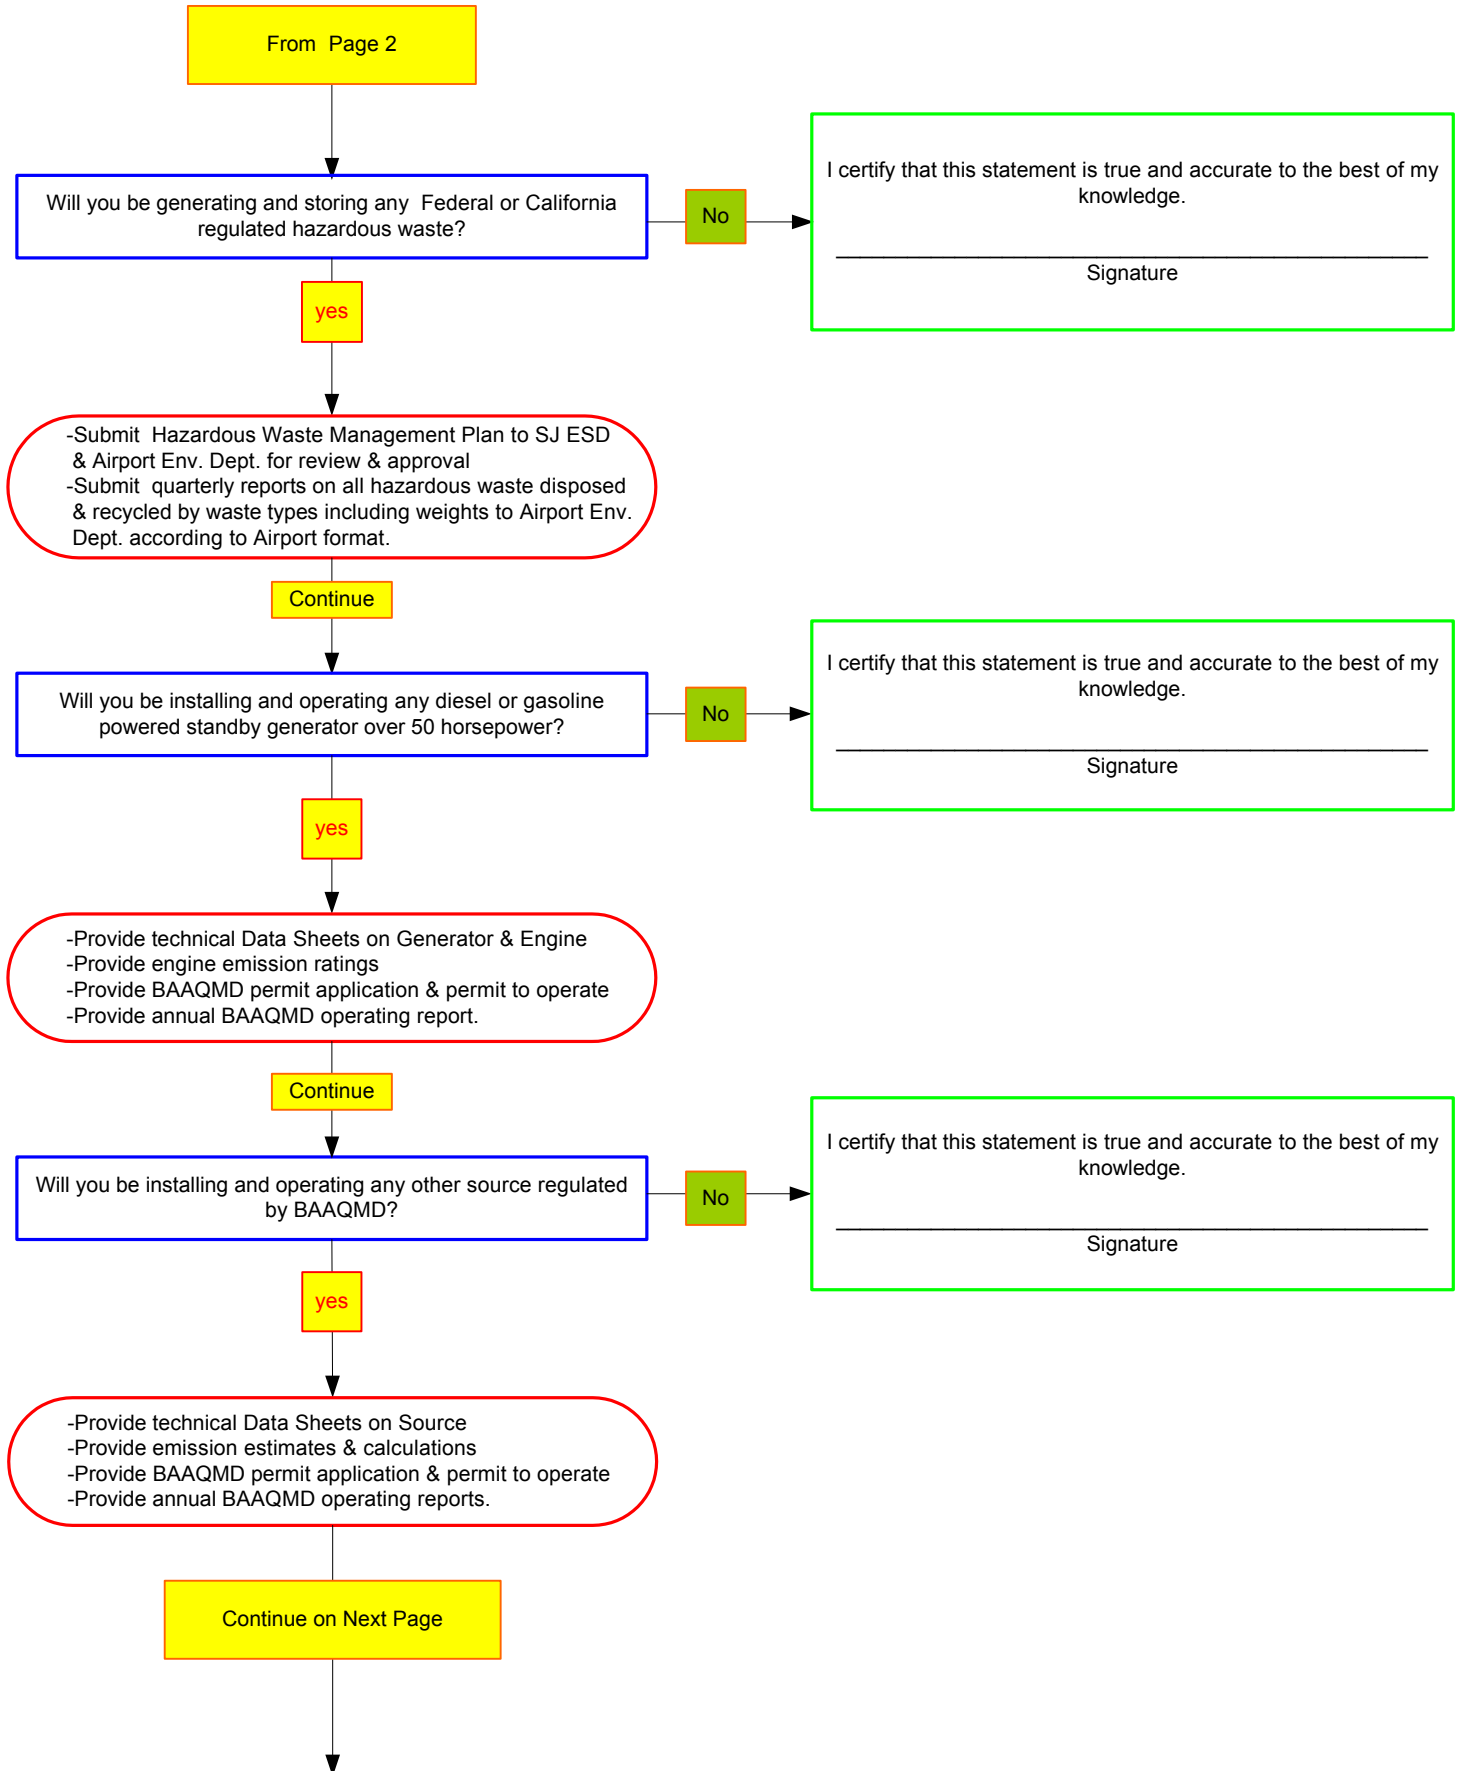 From  Page 2
Will you be generating and storing any  Federal or California
regulated hazardous waste?
No
I certify that this statement is true and accurate to the best of my
knowledge.
Signature
yes
-Submit  Hazardous Waste Management Plan to SJ ESD
& Airport Env. Dept. for review & approval
-Submit  quarterly reports on all hazardous waste disposed
& recycled by waste types including weights to Airport Env.
Dept. according to Airport format.
Continue
Will you be installing and operating any diesel or gasoline
powered standby generator over 50 horsepower?
No
I certify that this statement is true and accurate to the best of my
knowledge.
Signature
yes
-Provide technical Data Sheets on Generator & Engine
-Provide engine emission ratings
-Provide BAAQMD permit application & permit to operate
-Provide annual BAAQMD operating report.
Continue
Will you be installing and operating any other source regulated
by BAAQMD?
No
I certify that this statement is true and accurate to the best of my
knowledge.
Signature
yes
-Provide technical Data Sheets on Source
-Provide emission estimates & calculations
-Provide BAAQMD permit application & permit to operate
-Provide annual BAAQMD operating reports.
Continue on Next Page